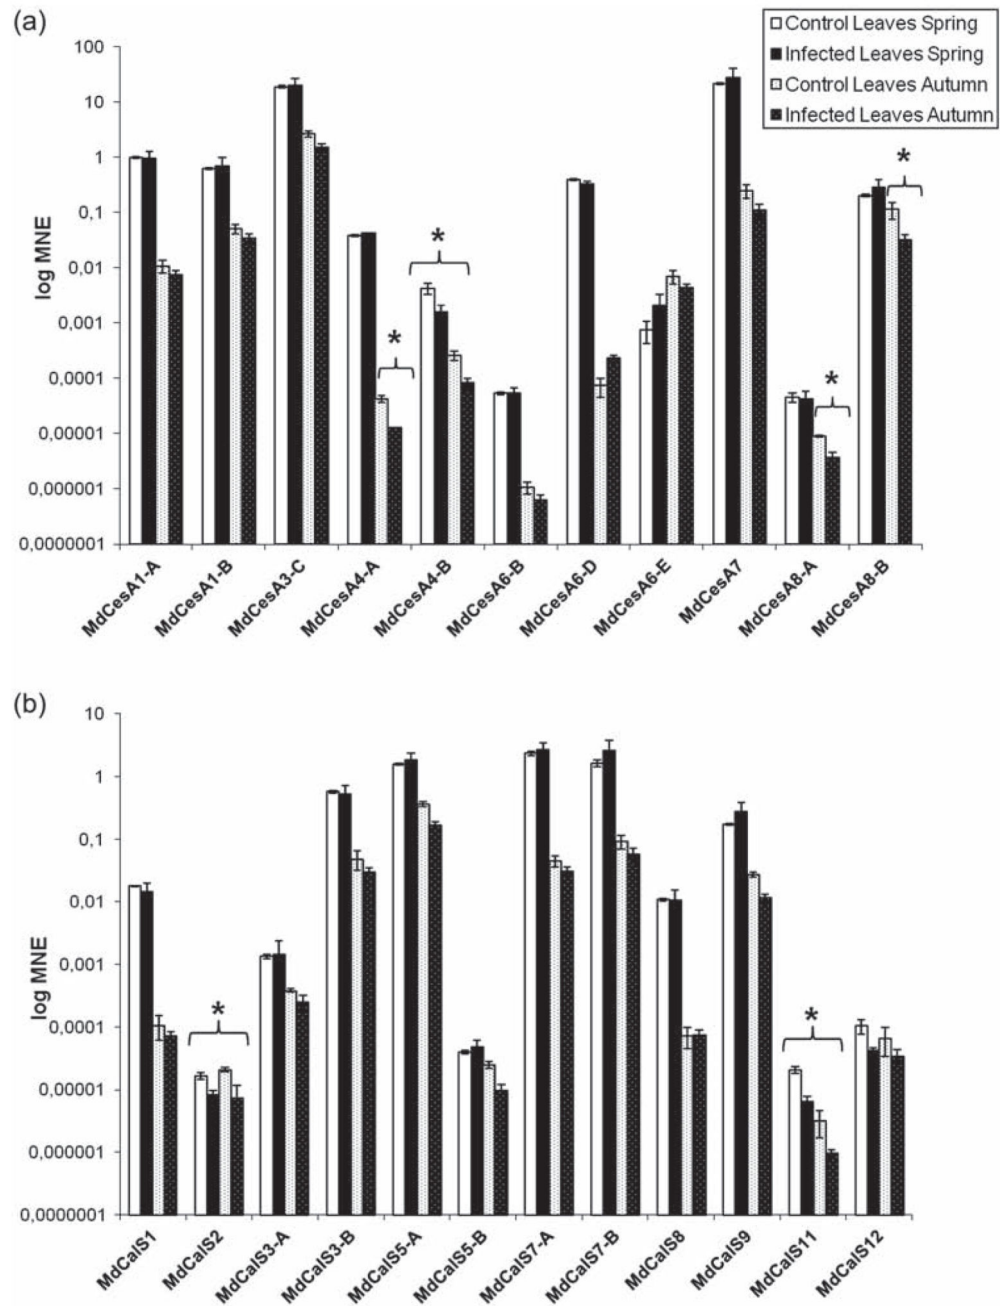 (a)
Control Leaves Spring
Infected Leaves Spring
Control Leaves Autumn
Infected Leaves Autumn
100
10
1
0,1
0,01
0,001
0,0001
0,00001
0,000001
0,0000001
log MNE
*
*
*
*
MdCesA1-A
MdCesA1-B
MdCesA3-C
MdCesA4-A
MdCesA4-B
MdCesA6-B
MdCesA6-D
MdCesA6-E
MdCesA7
MdCesA8-A
MdCesA8-B
(b)
10
1
0,1
0,01
0,001
0,0001
0,00001
0,000001
0,0000001
log MNE
*
*
MdCalS1
MdCalS2
MdCalS3-A
MdCalS3-B
MdCalS5-A
MdCalS5-B
MdCalS7-A
MdCalS7-B
MdCalS8
MdCalS9
MdCalS11
MdCalS12